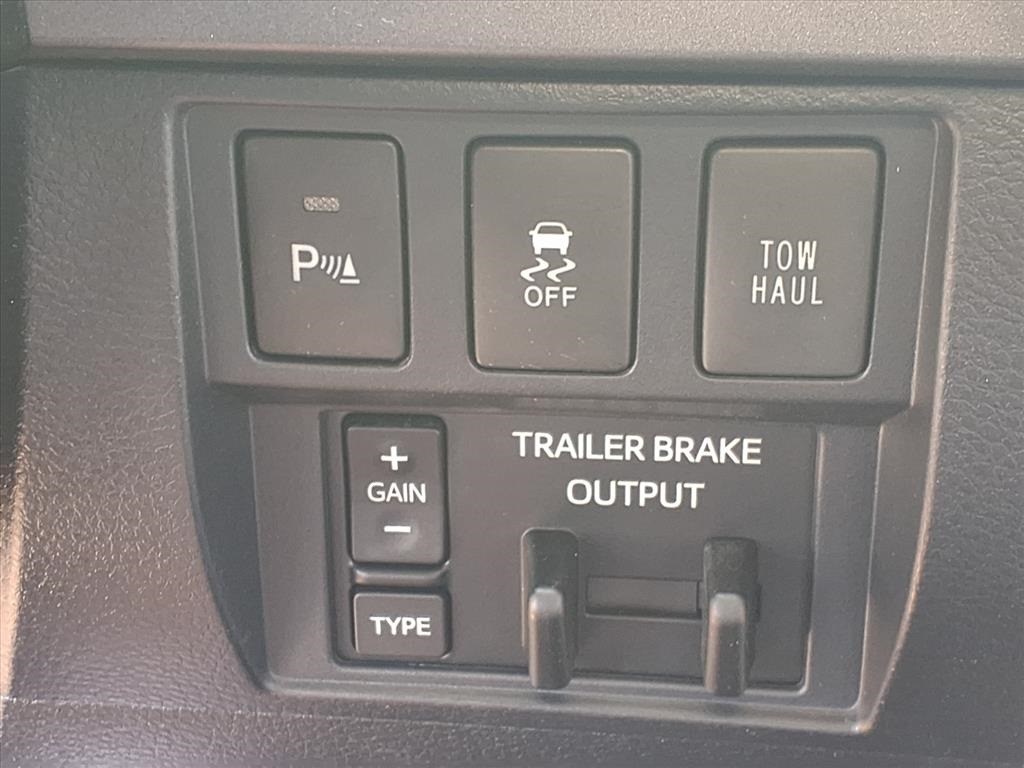 P
OFF
TOW
HAUL
+
GAIN
-
TYPE
TRAILER BRAKE
OUTPUT